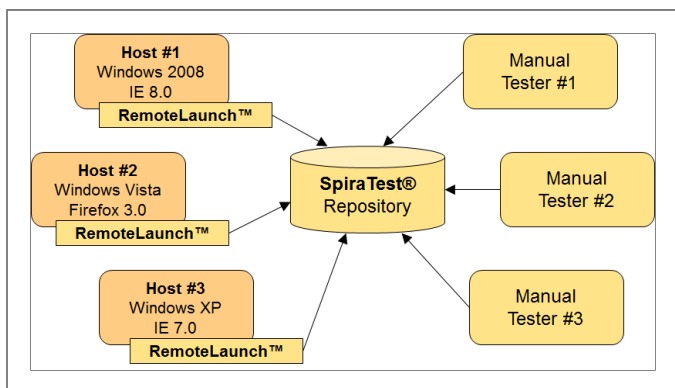 Host #1
Windows 2008
IE 8.0
RemoteLaunch™
Host #2
Windows Vista
Firefox 3.0
RemoteLaunch™
Host #3
Windows XP
IE 7.0
RemoteLaunch™
SpiraTest®
Repository
Manual
Tester #1
Manual
Tester #2
Manual
Tester #3